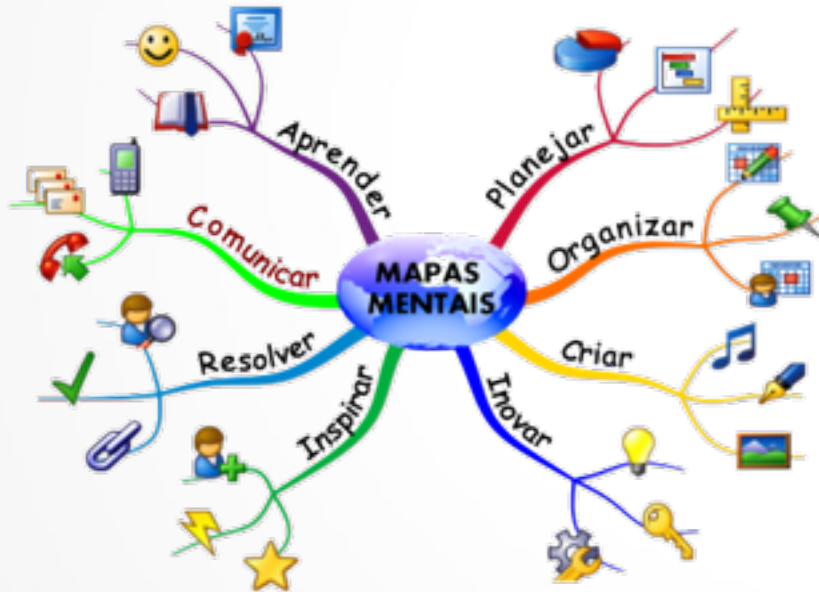 MAPAS
MENTAIS
Planejar
Organizar
Criar
Inovar
Inspirar
Resolver
Comunicar
Aprender